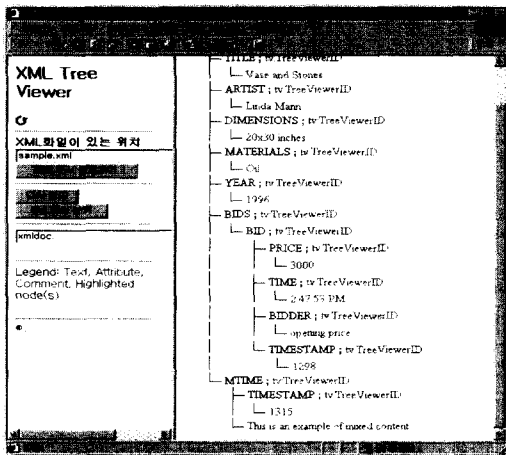 XML Tree
Viewer
XML화일이 있는 위치
sample.xml
xmldoc.
Legend: Text, Attribute,
Comment, Highlighted
node(s)
TITLE ; tv TreeViewerID
Vase and Stones
ARTIST ; tv TreeViewerID
Linda Mann
DIMENSIONS ; tv TreeViewerID
20x30 inches
MATERIALS ; tv TreeViewerID
Oil
YEAR ; tv TreeViewerID
1996
BIDS ; tv TreeViewerID
BID ; tv TreeViewerID
PRICE ; tv TreeViewerID
3000
TIME ; tv TreeViewerID
2:47:53 PM
BIDDER ; tv TreeViewerID
opening price
TIMESTAMP ; tv TreeViewerID
1298
MTIME ; tv TreeViewerID
TIMESTAMP ; tv TreeViewerID
1315
This is an example of mixed content